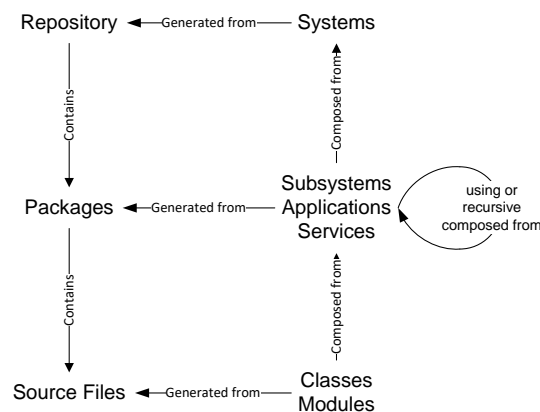 Repository
Generated from
Systems
Contains
Composed from
Packages
Generated from
Subsystems
Applications
Services
using or
recursive
composed from
Contains
Composed from
Source Files
Generated from
Classes
Modules